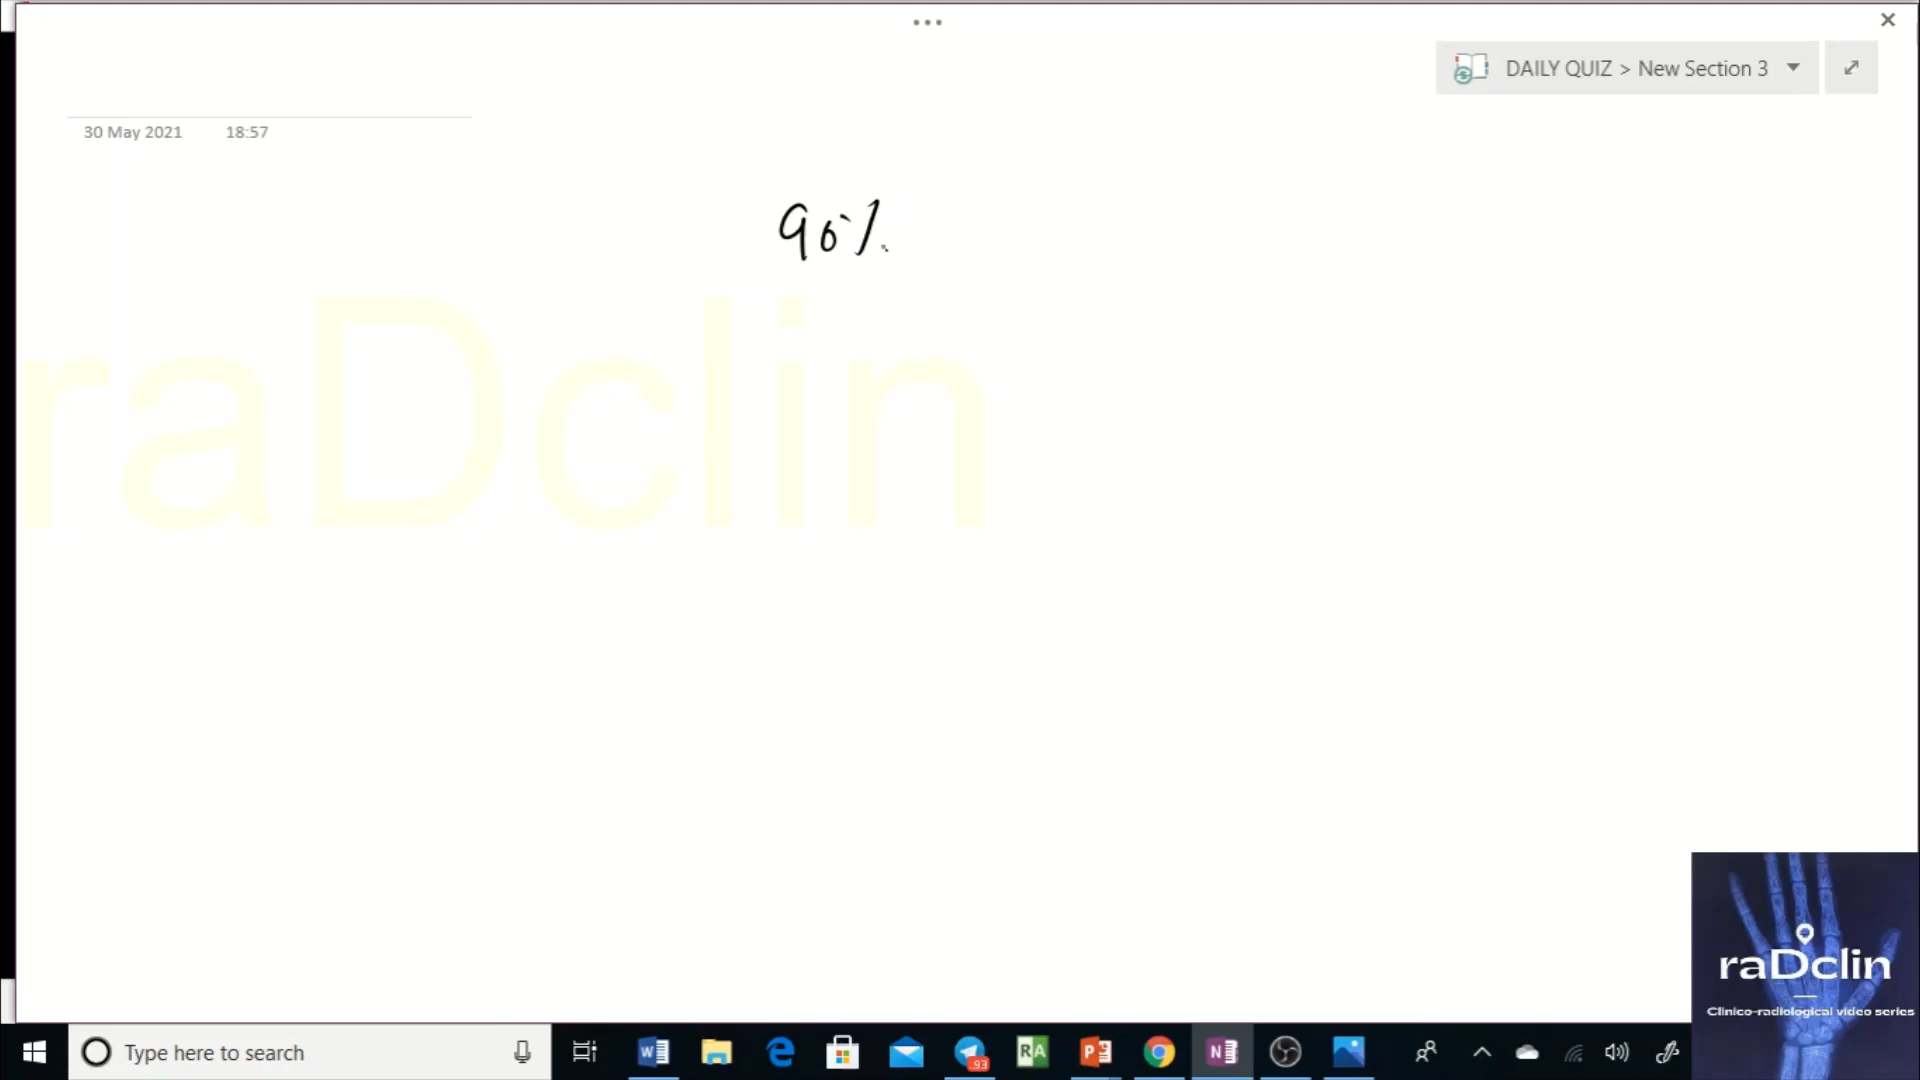 DAILY QUIZ > New Section 3
30 May 2021 18:57
90%
raDclin
raDclin
Clinico-radiological video series
Type here to search
93